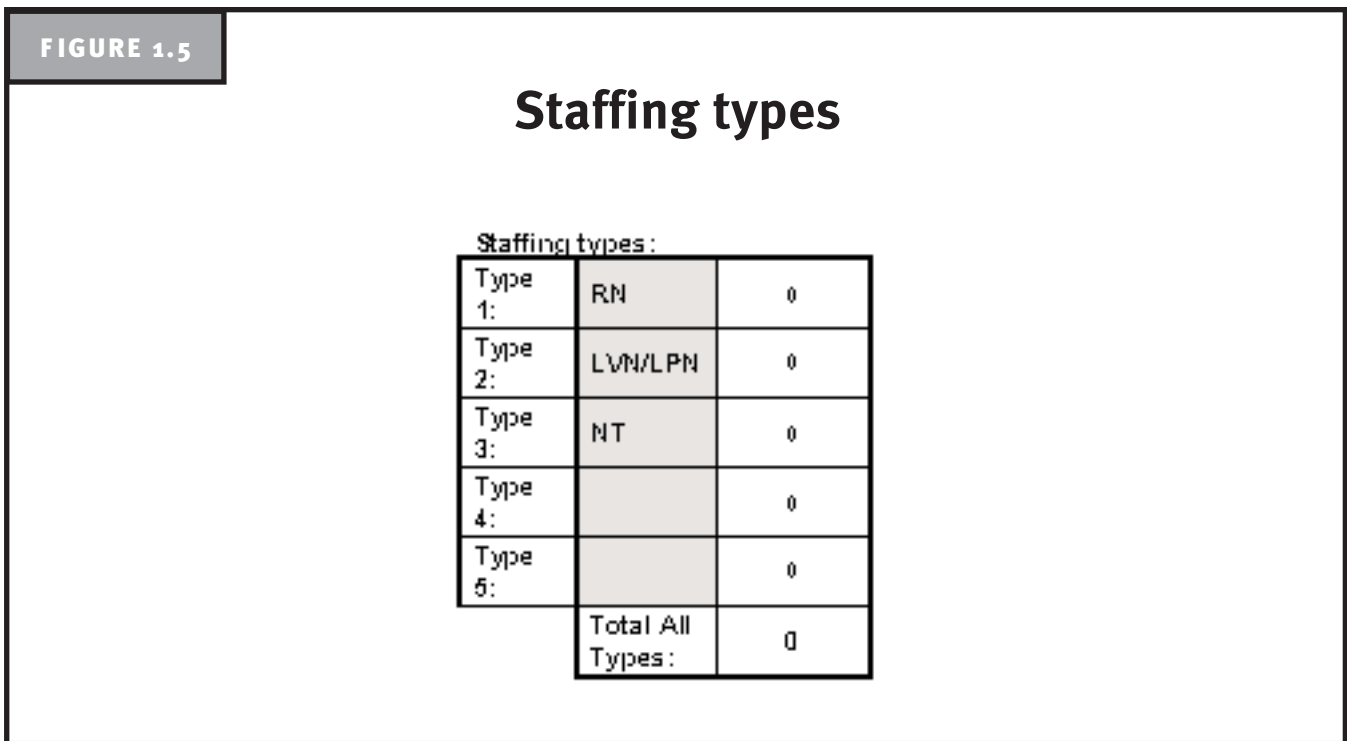 FIGURE 1.5
Staffing types
Staffing types:
Type
1:
RN
0
Type
2:
LVN/LPN
0
Type
3:
NT
0
Type
4:
0
Type
5:
0
Total All
Types:
0